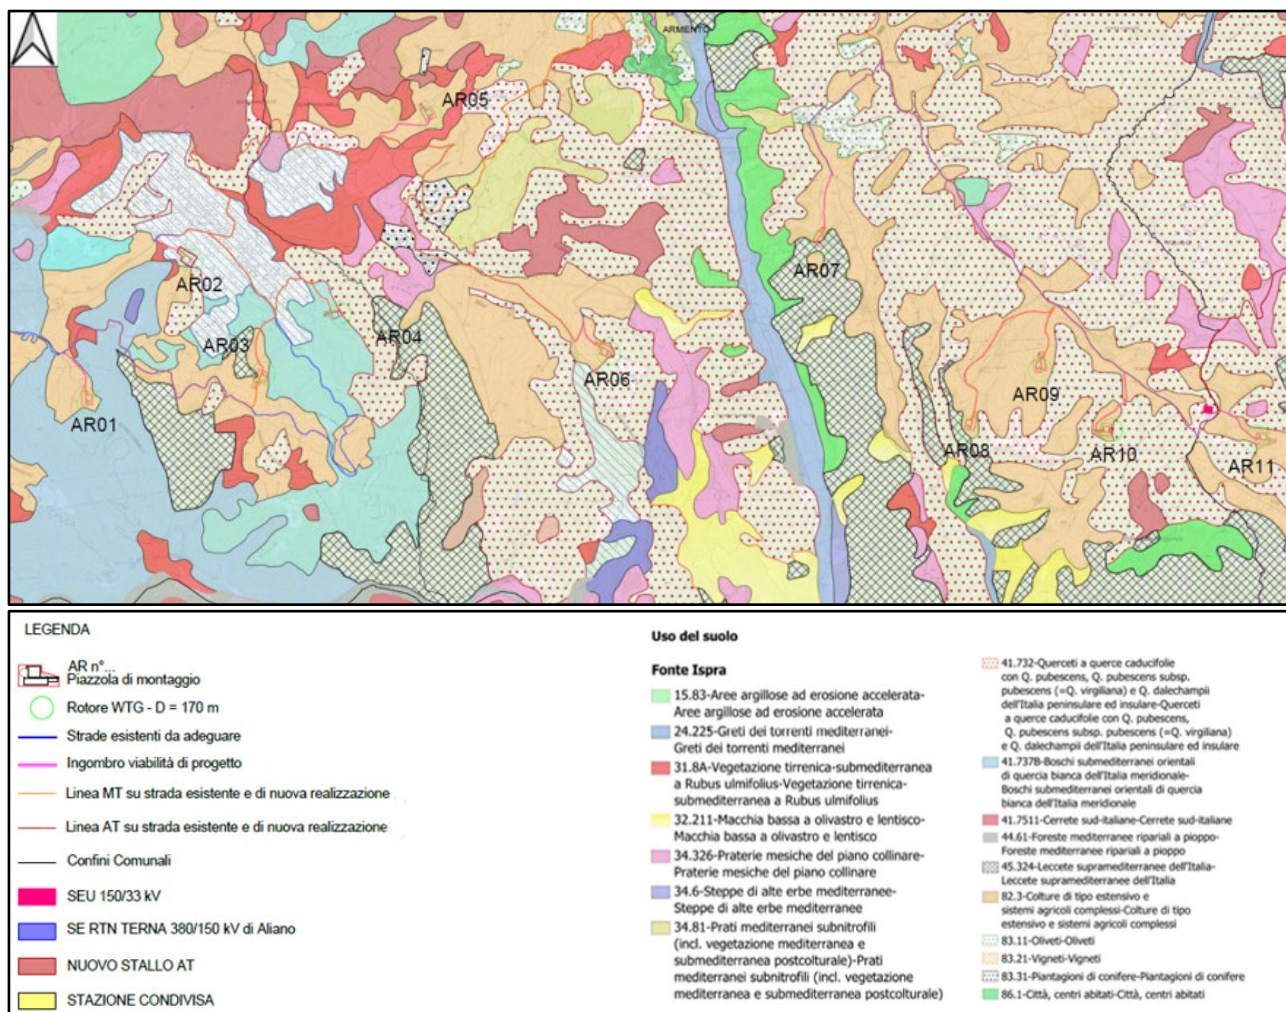 ARMENTO
AR05
AR02
AR07
AR03
AR04
AR06
AR09
AR01
AR08
AR10
AR11
LEGENDA
AR n°...
Piazzola di montaggio
Rotore WTG - D = 170 m
Strade esistenti da adeguare
Ingombro viabilità di progetto
Linea MT su strada esistente e di nuova realizzazione
Linea AT su strada esistente e di nuova realizzazione
Confini Comunali
SEU 150/33 kV
SE RTN TERNA 380/150 kV di Aliano
NUOVO STALLO AT
STAZIONE CONDIVISA
Uso del suolo
Fonte Ispra
15.83-Aree argillose ad erosione accelerata-
Aree argillose ad erosione accelerata
24.225-Greti dei torrenti mediterranei-
Greti dei torrenti mediterranei
31.8A-Vegetazione tirrenica-submediterranea
a Rubus ulmifolius-Vegetazione tirrenica-
submediterranea a Rubus ulmifolius
32.211-Macchia bassa a olivastro e lentisco-
Macchia bassa a olivastro e lentisco
34.326-Praterie mesiche del piano collinare-
Praterie mesiche del piano collinare
34.6-Steppe di alte erbe mediterranee-
Steppe di alte erbe mediterranee
34.81-Prati mediterranei subnitrofili
(incl. vegetazione mediterranea e
submediterranea postcolturale)-Prati
mediterranei subnitrofili (incl. vegetazione
mediterranea e submediterranea postcolturale)
41.732-Querceti a querce caducifolie
con Q. pubescens, Q. pubescens subsp.
pubescens (=Q. virgiliana) e Q. dalechampii
dell'Italia peninsulare ed insulare-Querceti
a querce caducifolie con Q. pubescens,
Q. pubescens subsp. pubescens (=Q. virgiliana)
e Q. dalechampii dell'Italia peninsulare ed insulare
41.737B-Boschi submediterranei orientali
di quercia bianca dell'Italia meridionale-
Boschi submediterranei orientali di quercia
bianca dell'Italia meridionale
41.7511-Cerrete sud-italiane-Cerrete sud-italiane
44.61-Foreste mediterranee ripariali a pioppo-
Foreste mediterranee ripariali a pioppo
45.324-Leccete supramediterranee dell'Italia-
Leccete supramediterranee dell'Italia
82.3-Colture di tipo estensivo e
sistemi agricoli complessi-Colture di tipo
estensivo e sistemi agricoli complessi
83.11-Oliveti-Oliveti
83.21-Vigneti-Vigneti
83.31-Piantagioni di conifere-Piantagioni di conifere
86.1-Città, centri abitati-Città, centri abitati